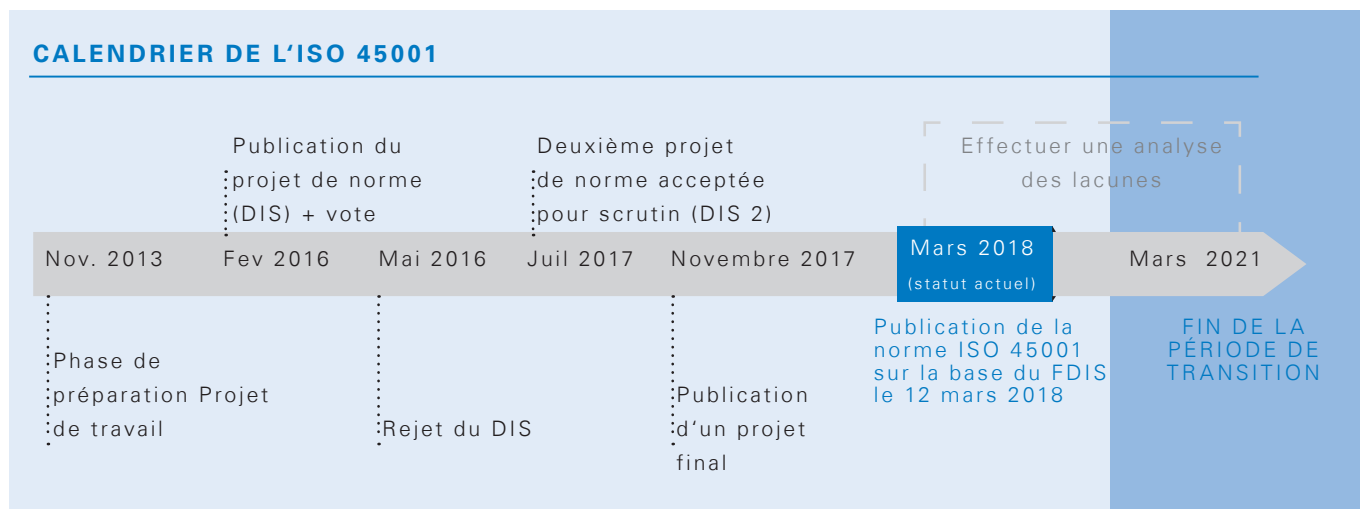 CALENDRIER DE L‘ISO 45001
Publication du
projet de norme
(DIS) + vote
Deuxième projet
de norme acceptée
pour scrutin (DIS 2)
Effectuer une analyse
des lacunes
Nov. 2013
Fev 2016
Mai 2016
Juil 2017
Novembre 2017
Mars 2018
(statut actuel)
Mars 2021
Phase de
préparation Projet
de travail
Rejet du DIS
Publication
d‘un projet
final
Publication de la
norme ISO 45001
sur la base du FDIS
le 12 mars 2018
FIN DE LA
PÉRIODE DE
TRANSITION